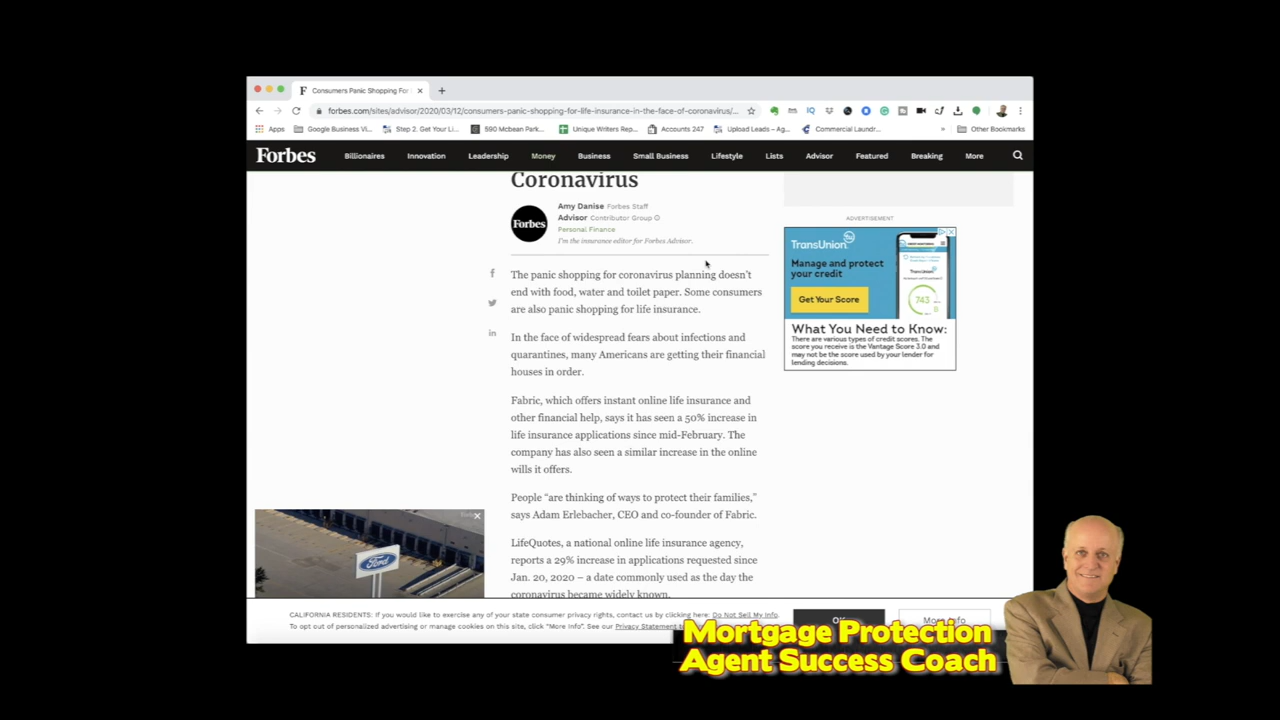 Consumers Panic Shopping For
forbes.com/sites/advisor/2020/03/12/consumers-panic-shopping-for-life-insurance-in-the-face-of-coronavirus/...
Apps Google Business Vi... Step 2. Get Your Li... 590 Mcbean Park... Unique Writers Rep... Accounts 247 Upload Leads – Ag... Commercial Laundr... » Other Bookmarks
Forbes Billionaires Innovation Leadership Money Business Small Business Lifestyle Lists Advisor Featured Breaking More
Coronavirus
Forbes
Amy Danise Forbes Staff
Advisor Contributor Group
Personal Finance
I'm the insurance editor for Forbes Advisor.
The panic shopping for coronavirus planning doesn't
end with food, water and toilet paper. Some consumers
are also panic shopping for life insurance.
In the face of widespread fears about infections and
quarantines, many Americans are getting their financial
houses in order.
Fabric, which offers instant online life insurance and
other financial help, says it has seen a 50% increase in
life insurance applications since mid-February. The
company has also seen a similar increase in the online
wills it offers.
People “are thinking of ways to protect their families,”
says Adam Erlebacher, CEO and co-founder of Fabric.
LifeQuotes, a national online life insurance agency,
reports a 29% increase in applications requested since
Jan. 20, 2020 – a date commonly used as the day the
coronavirus became widely known.
ADVERTISEMENT
TransUnion
Manage and protect
your credit
Get Your Score
TransUnion
743
What You Need to Know:
There are various types of credit scores. The
score you receive is the Vantage Score 3.0 and
may not be the score used by your lender for
lending decisions.
Ford
CALIFORNIA RESIDENTS: If you would like to exercise any of your state consumer privacy rights, contact us by clicking here: Do Not Sell My Info.
To opt out of personalized advertising or manage cookies on this site, click "More Info". See our Privacy Statement
More Info
Mortgage Protection
Agent Success Coach